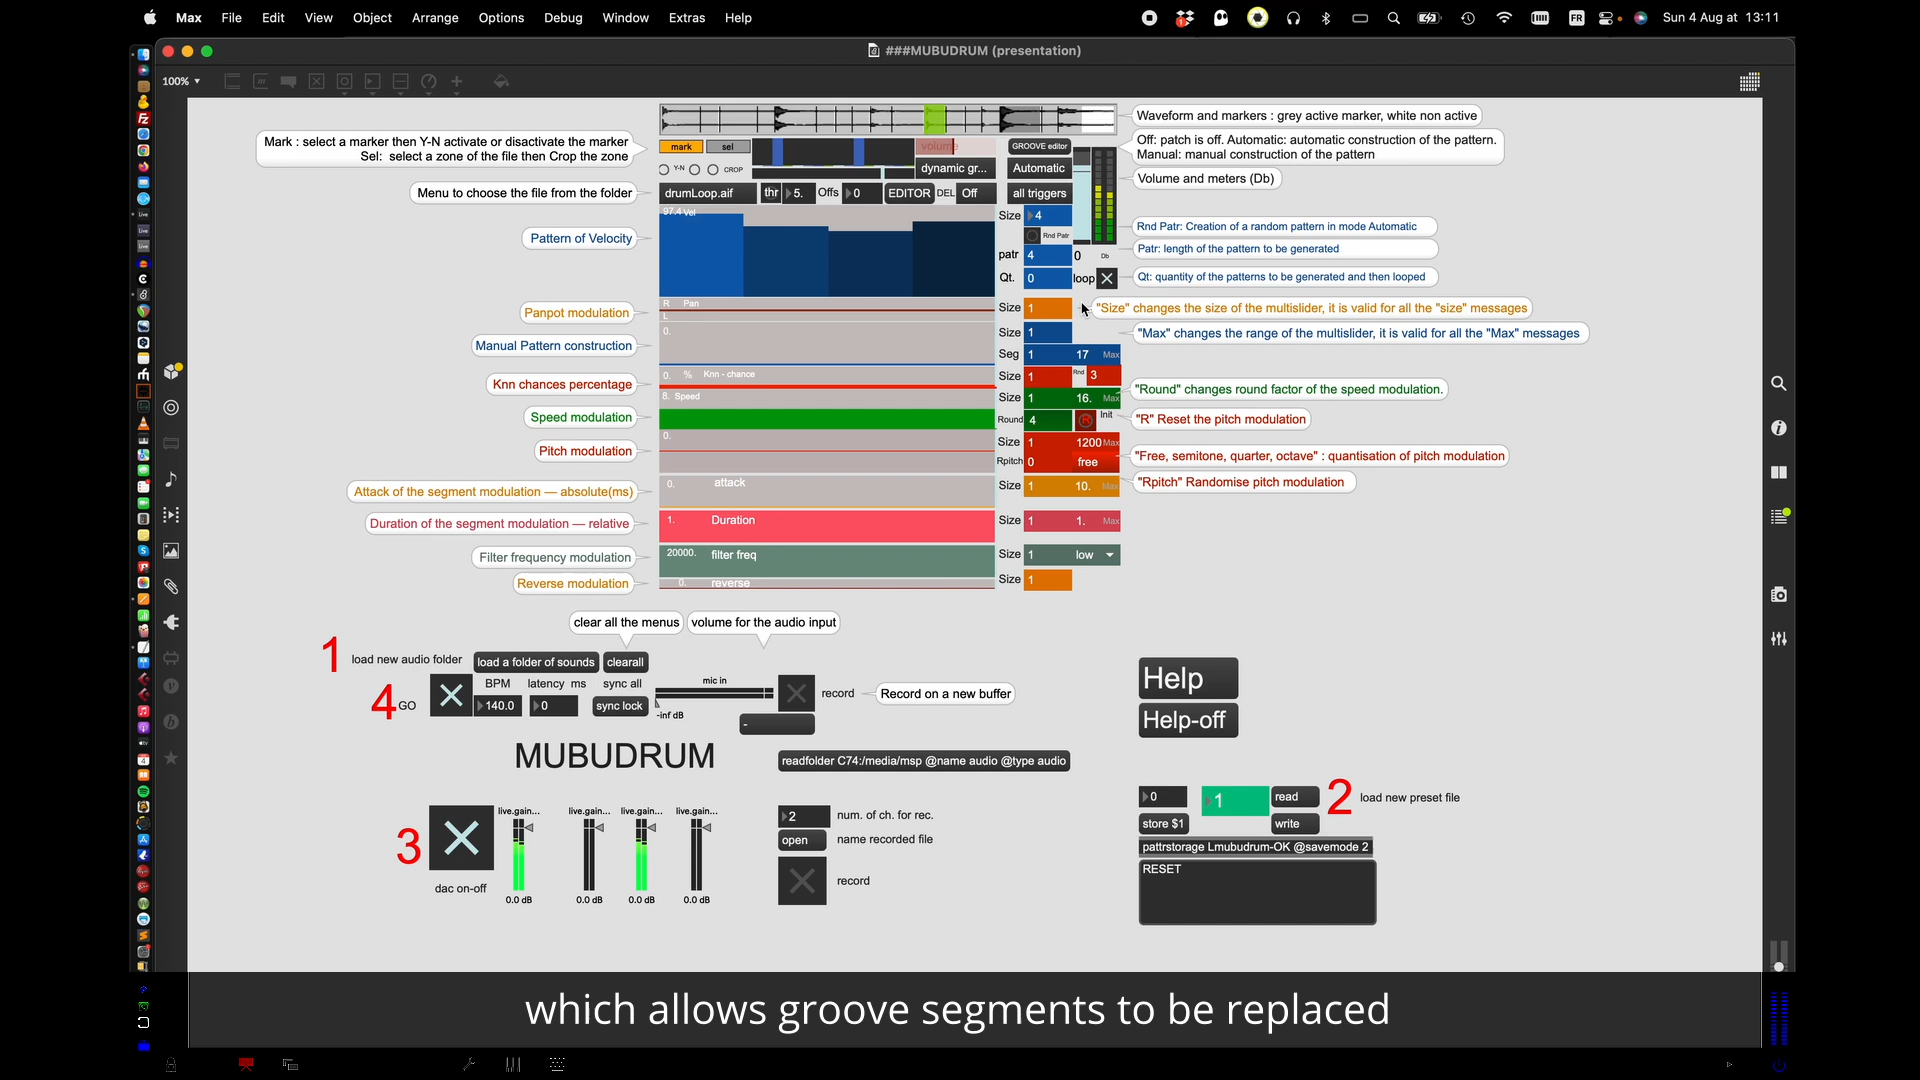 Max File Edit View Object Arrange Options Debug Window Extras Help
FR Sun 4 Aug at 13:11
###MUBUDRUM (presentation)
100%
Waveform and markers : grey active marker, white non active
Mark : select a marker then Y-N activate or disactivate the marker
Sel: select a zone of the file then Crop the zone
mark sel volume GROOVE editor
Off: patch is off. Automatic: automatic construction of the pattern.
Manual: manual construction of the pattern
Y-N CROP dynamic gr... Automatic
Volume and meters (Db)
Menu to choose the file from the folder
drumLoop.aif thr 5. Offs 0 EDITOR DEL Off all triggers
97.4 Vel Size 4
Rnd Patr
Rnd Patr: Creation of a random pattern in mode Automatic
Pattern of Velocity
patr 4 0 Db
Patr: length of the pattern to be generated
Qt. 0 loop
Qt: quantity of the patterns to be generated and then looped
Panpot modulation
R Pan
L
Size 1
"Size" changes the size of the multislider, it is valid for all the "size" messages
Manual Pattern construction
0. Size 1
"Max" changes the range of the multislider, it is valid for all the "Max" messages
Seg 1 17 Max
Knn chances percentage
0. % Knn - chance Size 1 Rnd 3
Speed modulation
8. Speed Size 1 16. Max
"Round" changes round factor of the speed modulation.
Round 4 R Init
"R" Reset the pitch modulation
Pitch modulation
0. Size 1 1200 Max
Rpitch 0 free
"Free, semitone, quarter, octave" : quantisation of pitch modulation
"Rpitch" Randomise pitch modulation
Attack of the segment modulation — absolute(ms)
0. attack Size 1 10. Max
Duration of the segment modulation — relative
1. Duration Size 1 1. Max
Filter frequency modulation
20000. filter freq Size 1 low
Reverse modulation
0. reverse Size 1
clear all the menus volume for the audio input
1 load new audio folder load a folder of sounds clearall
4 GO BPM latency ms sync all mic in
140.0 0 sync lock -inf dB
record Record on a new buffer
-
Help
Help-off
MUBUDRUM
readfolder C74:/media/msp @name audio @type audio
3 live.gain... live.gain... live.gain... live.gain...
dac on-off 0.0 dB 0.0 dB 0.0 dB 0.0 dB
2 num. of ch. for rec.
open name recorded file
record
0 1 read 2 load new preset file
store $1 write
pattrstorage Lmubudrum-OK @savemode 2
RESET
which allows groove segments to be replaced